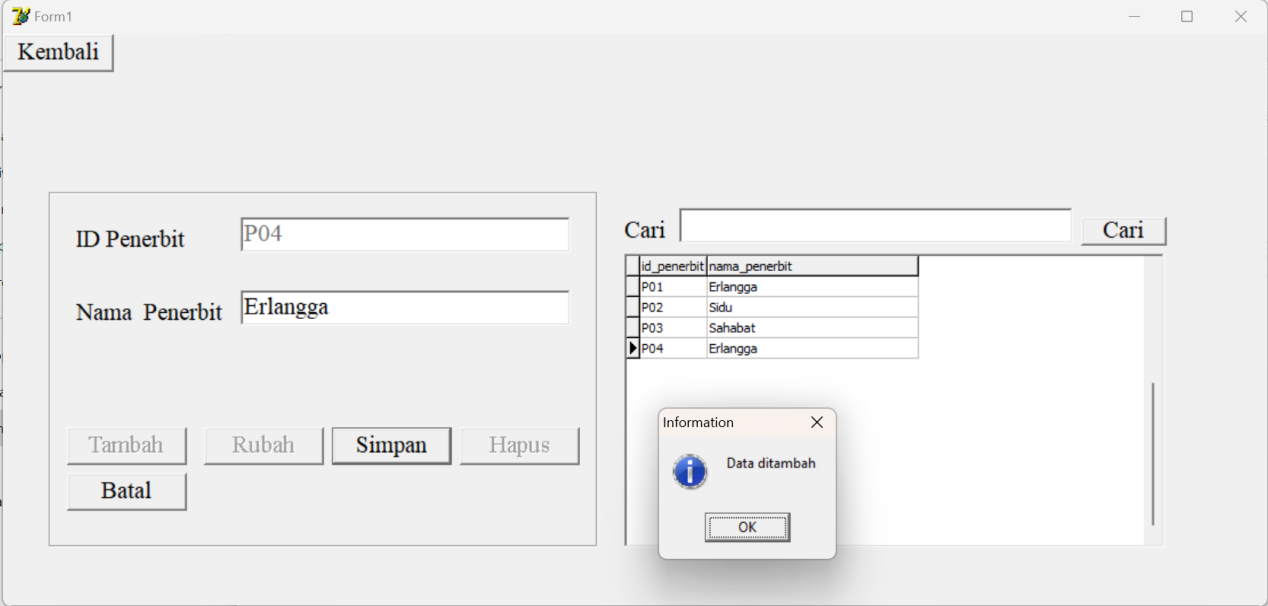 Form1
Kembali
ID Penerbit P04
Nama Penerbit Erlangga
Tambah Rubah Simpan Hapus
Batal
Cari Cari
id_penerbit nama_penerbit
P01 Erlangga
P02 Sidu
P03 Sahabat
P04 Erlangga
Information
Data ditambah
OK